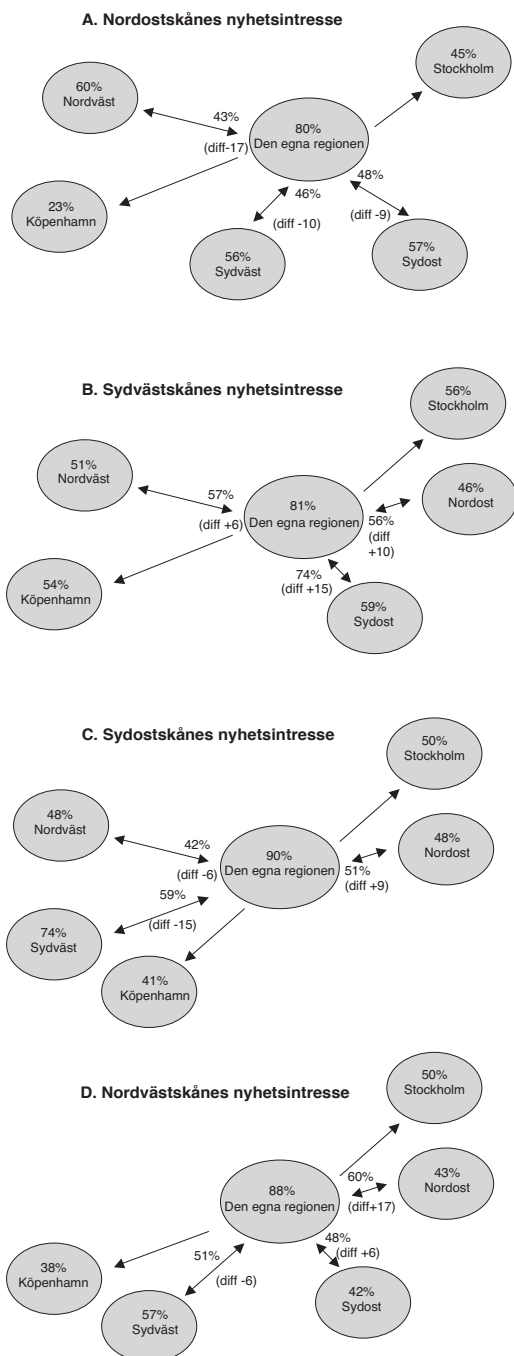 A. Nordostskånes nyhetsintresse
45%
Stockholm
60%
Nordväst
43%
(diff-17)
80%
Den egna regionen
48%
46%
23%
Köpenhamn
(diff -10)
(diff -9)
56%
Sydväst
57%
Sydost
B. Sydvästskånes nyhetsintresse
56%
Stockholm
51%
Nordväst
57%
(diff +6)
81%
Den egna regionen
46%
Nordost
56%
(diff
+10)
74%
(diff +15)
54%
Köpenhamn
59%
Sydost
C. Sydostskånes nyhetsintresse
50%
Stockholm
48%
Nordväst
42%
(diff -6)
90%
Den egna regionen
48%
Nordost
51%
(diff +9)
59%
(diff -15)
74%
Sydväst
41%
Köpenhamn
D. Nordvästskånes nyhetsintresse
50%
Stockholm
88%
Den egna regionen
60%
(diff+17)
43%
Nordost
48%
(diff +6)
51%
(diff -6)
38%
Köpenhamn
57%
Sydväst
42%
Sydost